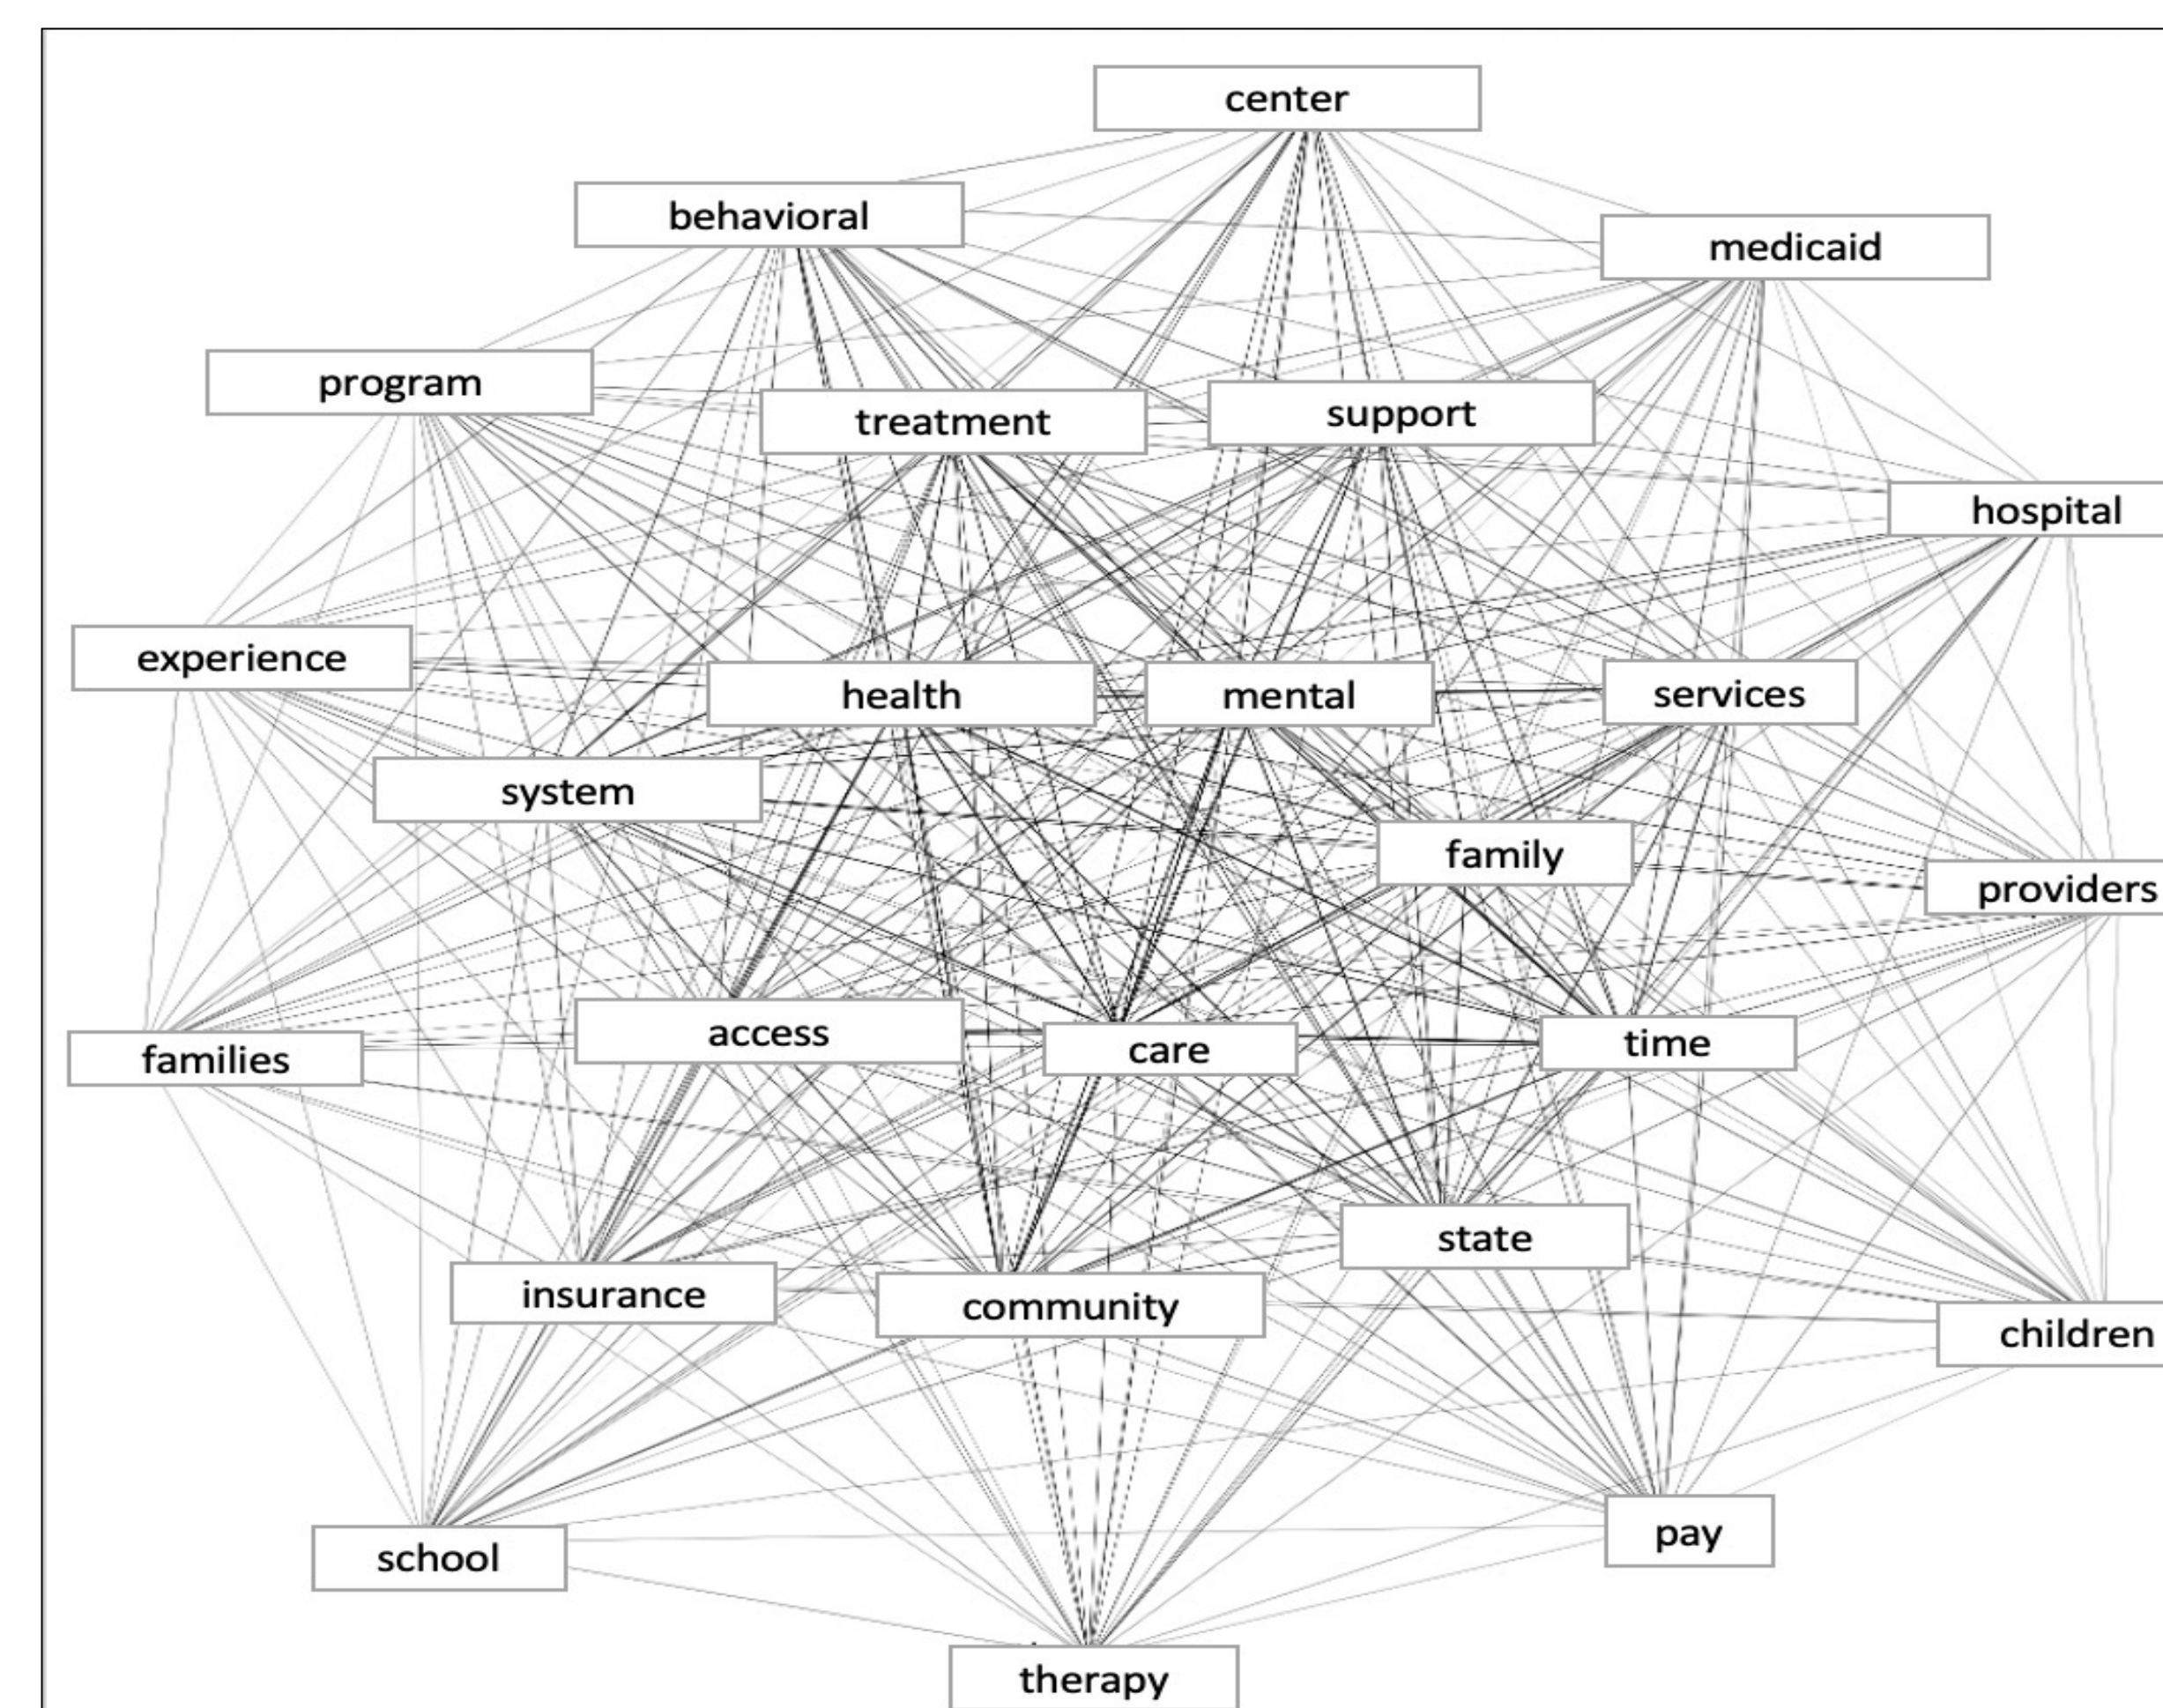 center
behavioral
medicaid
program
treatment
support
hospital
experience
health
mental
services
system
family
providers
families
access
care
time
state
insurance
community
children
pay
school
therapy